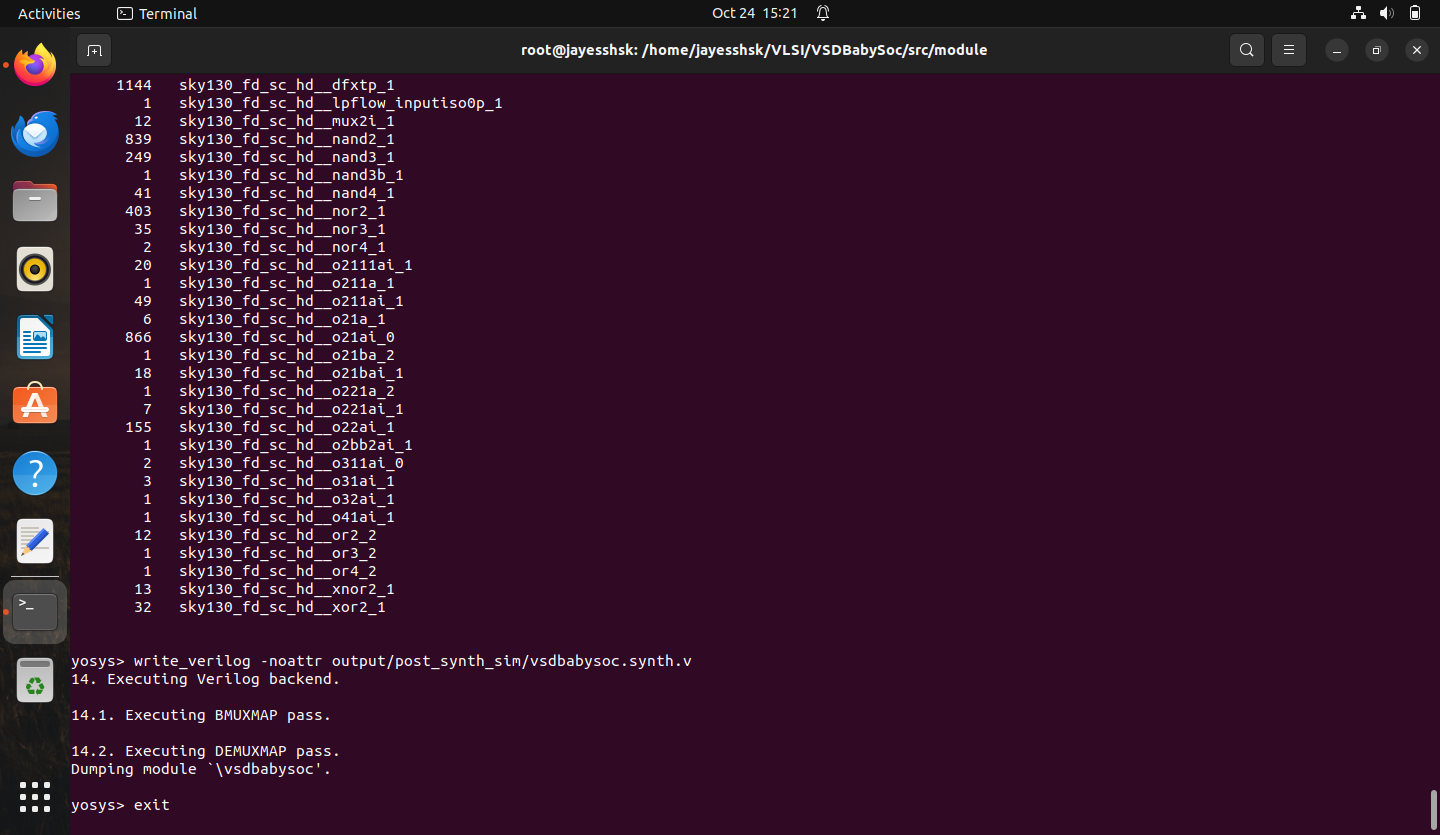 Activities Terminal Oct 24 15:21
root@jayesshsk: /home/jayesshsk/VLSI/VSDBabySoc/src/module
1144 sky130_fd_sc_hd__dfxtp_1
1 sky130_fd_sc_hd__lpflow_inputiso0p_1
12 sky130_fd_sc_hd__mux2i_1
839 sky130_fd_sc_hd__nand2_1
249 sky130_fd_sc_hd__nand3_1
1 sky130_fd_sc_hd__nand3b_1
41 sky130_fd_sc_hd__nand4_1
403 sky130_fd_sc_hd__nor2_1
35 sky130_fd_sc_hd__nor3_1
2 sky130_fd_sc_hd__nor4_1
20 sky130_fd_sc_hd__o2111ai_1
1 sky130_fd_sc_hd__o211a_1
49 sky130_fd_sc_hd__o211ai_1
6 sky130_fd_sc_hd__o21a_1
866 sky130_fd_sc_hd__o21ai_0
1 sky130_fd_sc_hd__o21ba_2
18 sky130_fd_sc_hd__o21bai_1
1 sky130_fd_sc_hd__o221a_2
7 sky130_fd_sc_hd__o221ai_1
155 sky130_fd_sc_hd__o22ai_1
1 sky130_fd_sc_hd__o2bb2ai_1
2 sky130_fd_sc_hd__o311ai_0
3 sky130_fd_sc_hd__o31ai_1
1 sky130_fd_sc_hd__o32ai_1
1 sky130_fd_sc_hd__o41ai_1
12 sky130_fd_sc_hd__or2_2
1 sky130_fd_sc_hd__or3_2
1 sky130_fd_sc_hd__or4_2
13 sky130_fd_sc_hd__xnor2_1
32 sky130_fd_sc_hd__xor2_1
yosys> write_verilog -noattr output/post_synth_sim/vsdbabysoc.synth.v
14. Executing Verilog backend.
14.1. Executing BMUXMAP pass.
14.2. Executing DEMUXMAP pass.
Dumping module `\vsdbabysoc'.
yosys> exit